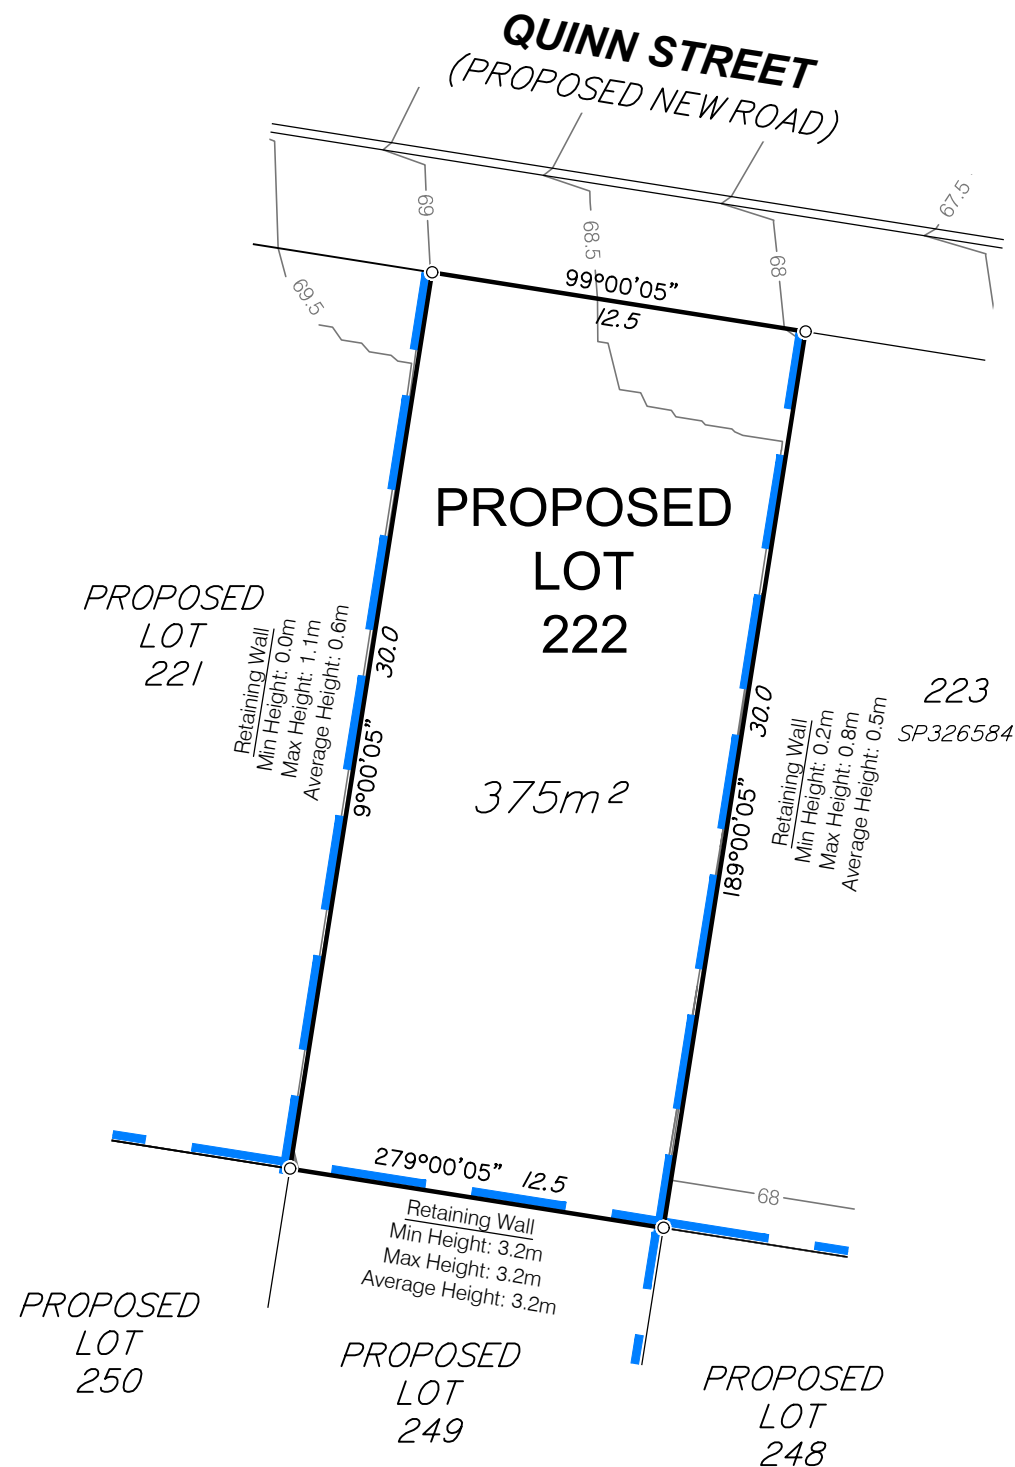 QUINN STREET
(PROPOSED NEW ROAD)
67.5
69
68.5
68
69.5
99°00'05"
12.5
PROPOSED
LOT
222
PROPOSED
LOT
221
Retaining Wall
Min Height: 0.0m
Max Height: 1.1m
Average Height: 0.6m
30.0
9°00'05"
375m²
30.0
189°00'05"
Retaining Wall
Min Height: 0.2m
Max Height: 0.8m
Average Height: 0.5m
223
SP326584
279°00'05"
12.5
68
Retaining Wall
Min Height: 3.2m
Max Height: 3.2m
Average Height: 3.2m
PROPOSED
LOT
250
PROPOSED
LOT
249
PROPOSED
LOT
248